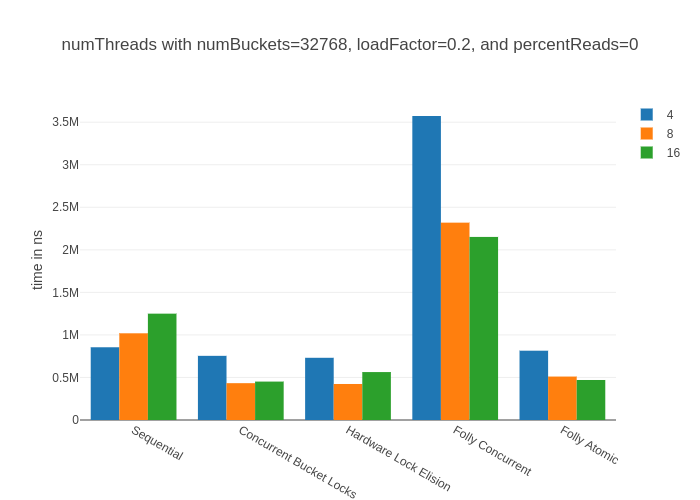 numThreads with numBuckets=32768, loadFactor=0.2, and percentReads=0
4
8
16
time in ns
3.5M
3M
2.5M
2M
1.5M
1M
0.5M
0
Sequential
Concurrent Bucket Locks
Hardware Lock Elision
Folly Concurrent
Folly Atomic